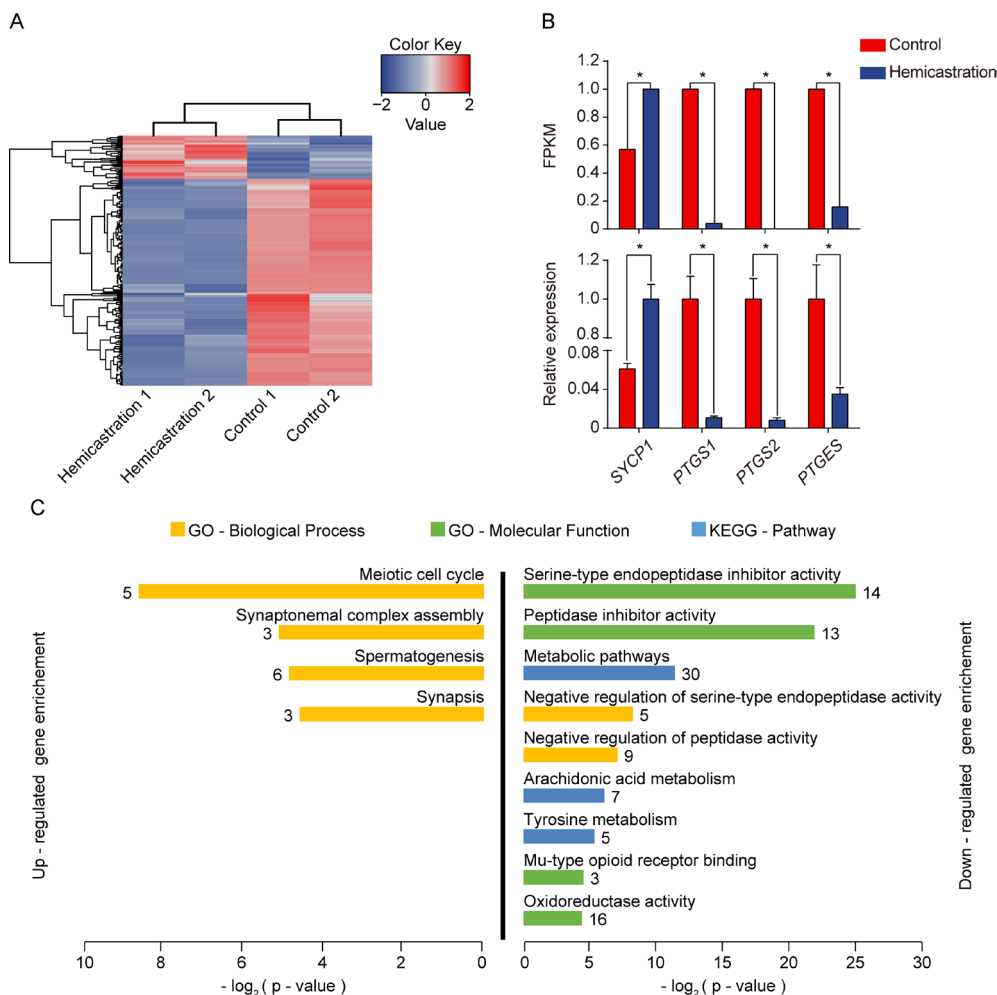 A
Color Key
−2 0 2
Value
Hemicastration 1
Hemicastration 2
Control 1
Control 2
B
Control
Hemicastration
1.2
1.0
0.8
0.6
0.4
0.2
0
FPKM
* * * *
1.2
1.0
0.8
0.08
0.04
0
Relative expression
* * * *
SYCP1
PTGS1
PTGS2
PTGES
C
GO - Biological Process
GO - Molecular Function
KEGG - Pathway
Up - regulated gene enrichement
Meiotic cell cycle
5
Synaptonemal complex assembly
3
Spermatogenesis
6
Synapsis
3
10 8 6 4 2 0
- log2 ( p - value )
Serine-type endopeptidase inhibitor activity
14
Peptidase inhibitor activity
13
Metabolic pathways
30
Negative regulation of serine-type endopeptidase activity
5
Negative regulation of peptidase activity
9
Arachidonic acid metabolism
7
Tyrosine metabolism
5
Mu-type opioid receptor binding
3
Oxidoreductase activity
16
0 5 10 15 20 25 30
- log2 ( p - value )
Down - regulated gene enrichement